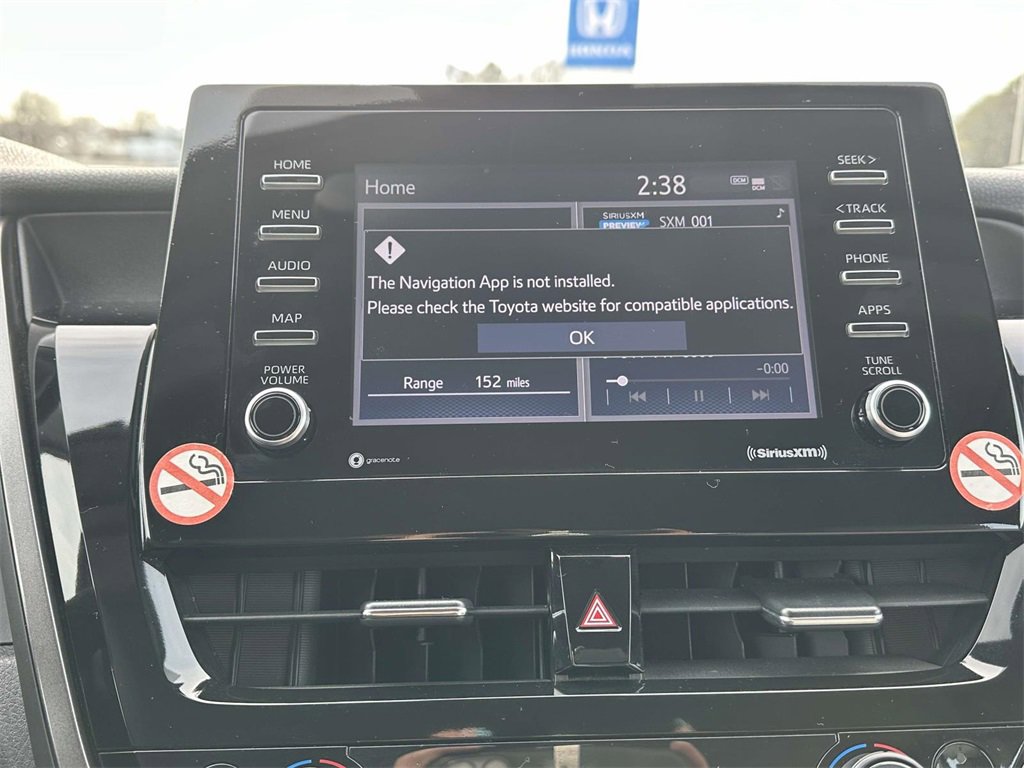 HONDA
HOME
MENU
AUDIO
MAP
POWER
VOLUME
Home 2:38 DCM DCM
SIRIUSXM
PREVIEW SXM 001
The Navigation App is not installed.
Please check the Toyota website for compatible applications.
OK
Range 152 miles
-0:00
SEEK >
< TRACK
PHONE
APPS
TUNE
SCROLL
gracenote
((SiriusXM))